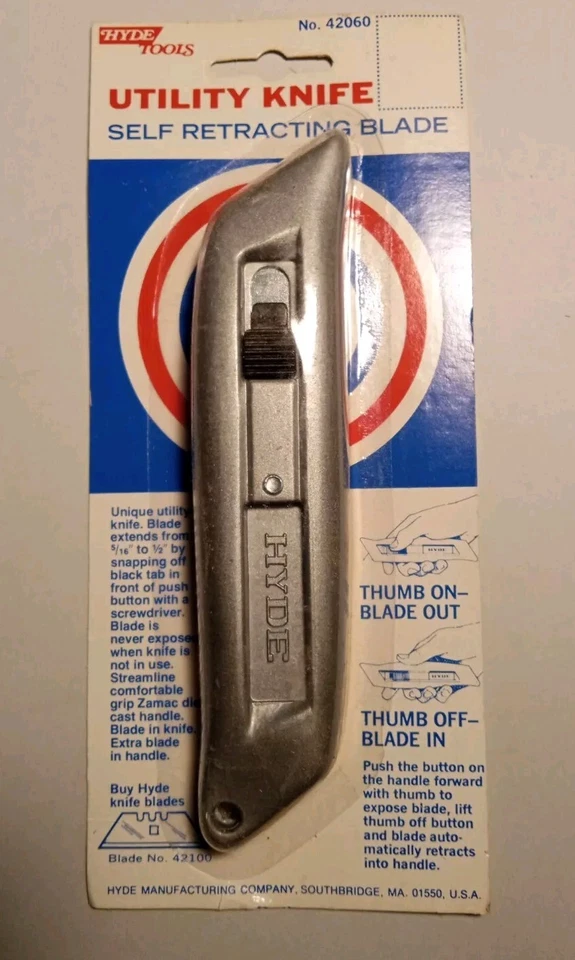 HYDE TOOLS
No. 42060
UTILITY KNIFE
SELF RETRACTING BLADE
HYDE
Unique utility
knife. Blade
extends from
5/16" to ½" by
snapping off
black tab in
front of push
button with a
screwdriver.
Blade is
never expose
when knife is
not in use.
Streamline
comfortable
grip Zamac di
cast handle.
Blade in knife.
Extra blade
in handle.
Buy Hyde
knife blades
Blade No. 42100
HYDE
THUMB ON–
BLADE OUT
HYDE
THUMB OFF–
BLADE IN
Push the button on
the handle forward
with thumb to
expose blade, lift
thumb off button
and blade auto-
matically retracts
into handle.
HYDE MANUFACTURING COMPANY, SOUTHBRIDGE, MA. 01550, U.S.A.